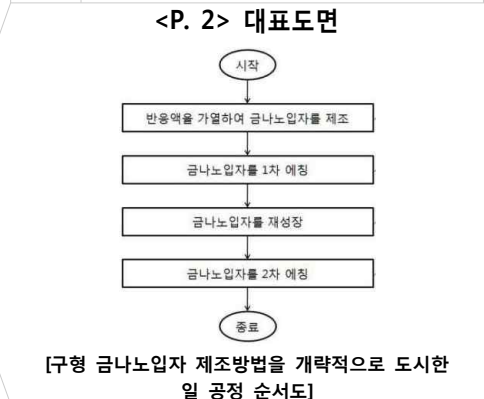 <P. 2> 대표도면
시작
반응액을 가열하여 금나노입자를 제조
금나노입자를 1차 에칭
금나노입자를 재성장
금나노입자를 2차 에칭
종료
[구형 금나노입자 제조방법을 개략적으로 도시한
일 공정 순서도]